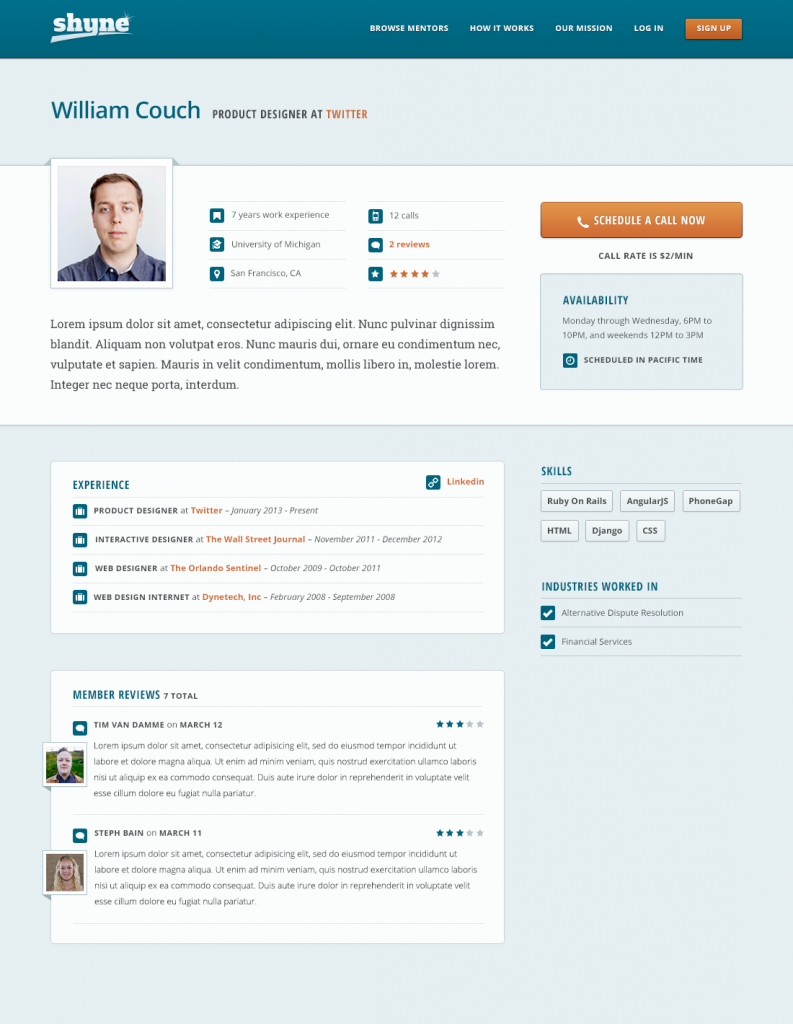 shyne
BROWSE MENTORS HOW IT WORKS OUR MISSION LOG IN SIGN UP
William Couch PRODUCT DESIGNER AT TWITTER
7 years work experience
University of Michigan
San Francisco, CA
12 calls
2 reviews
SCHEDULE A CALL NOW
CALL RATE IS $2/MIN
AVAILABILITY
Monday through Wednesday, 6PM to
10PM, and weekends 12PM to 3PM
SCHEDULED IN PACIFIC TIME
Lorem ipsum dolor sit amet, consectetur adipiscing elit. Nunc pulvinar dignissim
blandit. Aliquam non volutpat eros. Nunc mauris dui, ornare eu condimentum nec,
vulputate et sapien. Mauris in velit condimentum, mollis libero in, molestie lorem.
Integer nec neque porta, interdum.
EXPERIENCE
Linkedin
PRODUCT DESIGNER at Twitter – January 2013 - Present
INTERACTIVE DESIGNER at The Wall Street Journal – November 2011 - December 2012
WEB DESIGNER at The Orlando Sentinel – October 2009 - October 2011
WEB DESIGN INTERNET at Dynetech, Inc – February 2008 - September 2008
SKILLS
Ruby On Rails AngularJS PhoneGap
HTML Django CSS
INDUSTRIES WORKED IN
Alternative Dispute Resolution
Financial Services
MEMBER REVIEWS 7 TOTAL
TIM VAN DAMME on MARCH 12
Lorem ipsum dolor sit amet, consectetur adipisicing elit, sed do eiusmod tempor incididunt ut
labore et dolore magna aliqua. Ut enim ad minim veniam, quis nostrud exercitation ullamco laboris
nisi ut aliquip ex ea commodo consequat. Duis aute irure dolor in reprehenderit in voluptate velit
esse cillum dolore eu fugiat nulla pariatur.
STEPH BAIN on MARCH 11
Lorem ipsum dolor sit amet, consectetur adipisicing elit, sed do eiusmod tempor incididunt ut
labore et dolore magna aliqua. Ut enim ad minim veniam, quis nostrud exercitation ullamco laboris
nisi ut aliquip ex ea commodo consequat. Duis aute irure dolor in reprehenderit in voluptate velit
esse cillum dolore eu fugiat nulla pariatur.